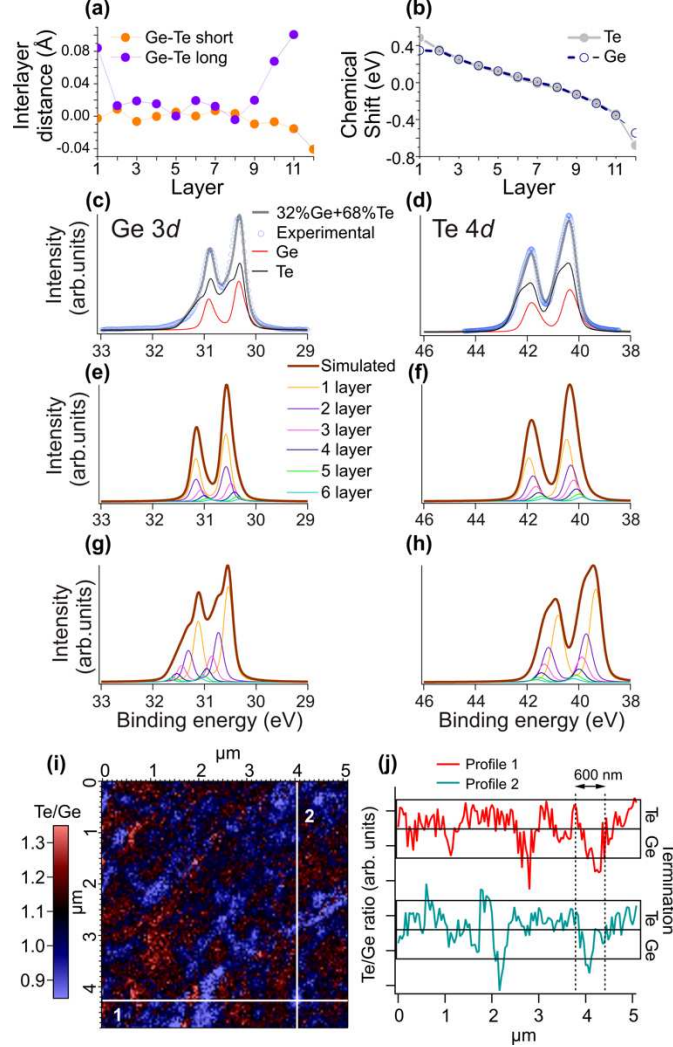 (a)
Ge-Te short
Ge-Te long
Interlayer
distance (Å)
0.08
0.04
0.00
-0.04
1 3 5 7 9 11
Layer
(b)
Te
Ge
Chemical
Shift (eV)
0.4
0.0
-0.4
-0.8
1 3 5 7 9 11
Layer
(c)
Ge 3d
32%Ge+68%Te
Experimental
Ge
Te
Intensity
(arb.units)
33 32 31 30 29
(d)
Te 4d
46 44 42 40 38
(e)
Simulated
1 layer
2 layer
3 layer
4 layer
5 layer
6 layer
Intensity
(arb.units)
33 32 31 30 29
(f)
46 44 42 40 38
(g)
Intensity
(arb.units)
33 32 31 30 29
Binding energy (eV)
(h)
46 44 42 40 38
Binding energy (eV)
(i)
µm
0 1 2 3 4 5
Te/Ge
1.3
1.2
1.1
1.0
0.9
µm
0
1
2
3
4
2
1
(j)
Profile 1
Profile 2
600 nm
Te/Ge ratio (arb. units)
Te
Ge
Te
Ge
Termination
0 1 2 3 4 5
µm